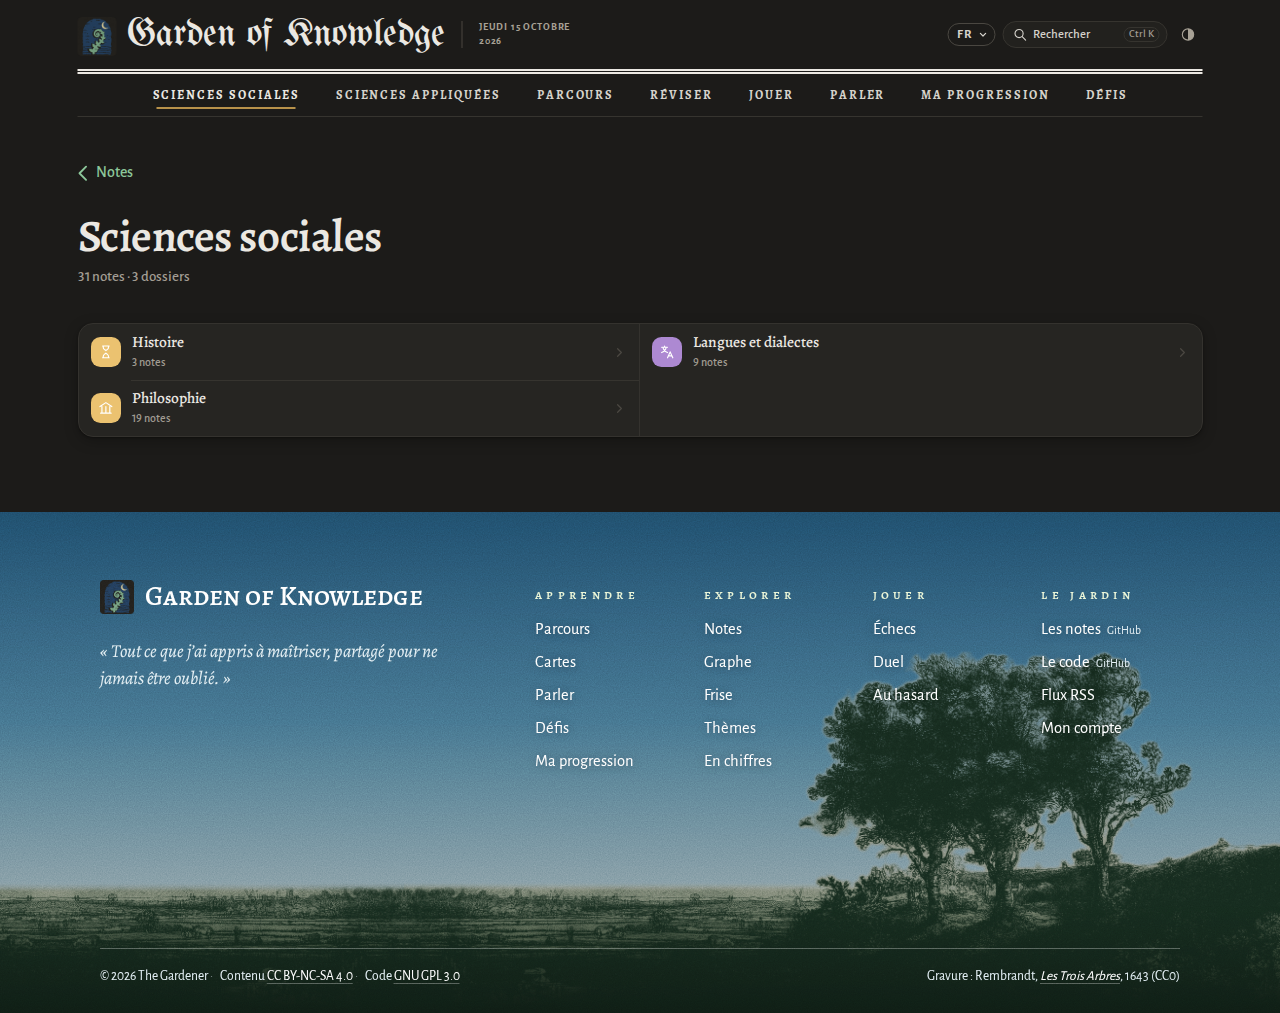 Garden of Knowledge
JEUDI 15 OCTOBRE
2026
FR
Rechercher
Ctrl K
SCIENCES SOCIALES
SCIENCES APPLIQUÉES
PARCOURS
RÉVISER
JOUER
PARLER
MA PROGRESSION
DÉFIS
Notes
Sciences sociales
31 notes · 3 dossiers
Histoire
3 notes
Langues et dialectes
9 notes
Philosophie
19 notes
Garden of Knowledge
« Tout ce que j’ai appris à maîtriser, partagé pour ne
jamais être oublié. »
APPRENDRE
Parcours
Cartes
Parler
Défis
Ma progression
EXPLORER
Notes
Graphe
Frise
Thèmes
En chiffres
JOUER
Échecs
Duel
Au hasard
LE JARDIN
Les notes GitHub
Le code GitHub
Flux RSS
Mon compte
© 2026 The Gardener · Contenu CC BY-NC-SA 4.0 · Code GNU GPL 3.0
Gravure : Rembrandt, Les Trois Arbres, 1643 (CC0)